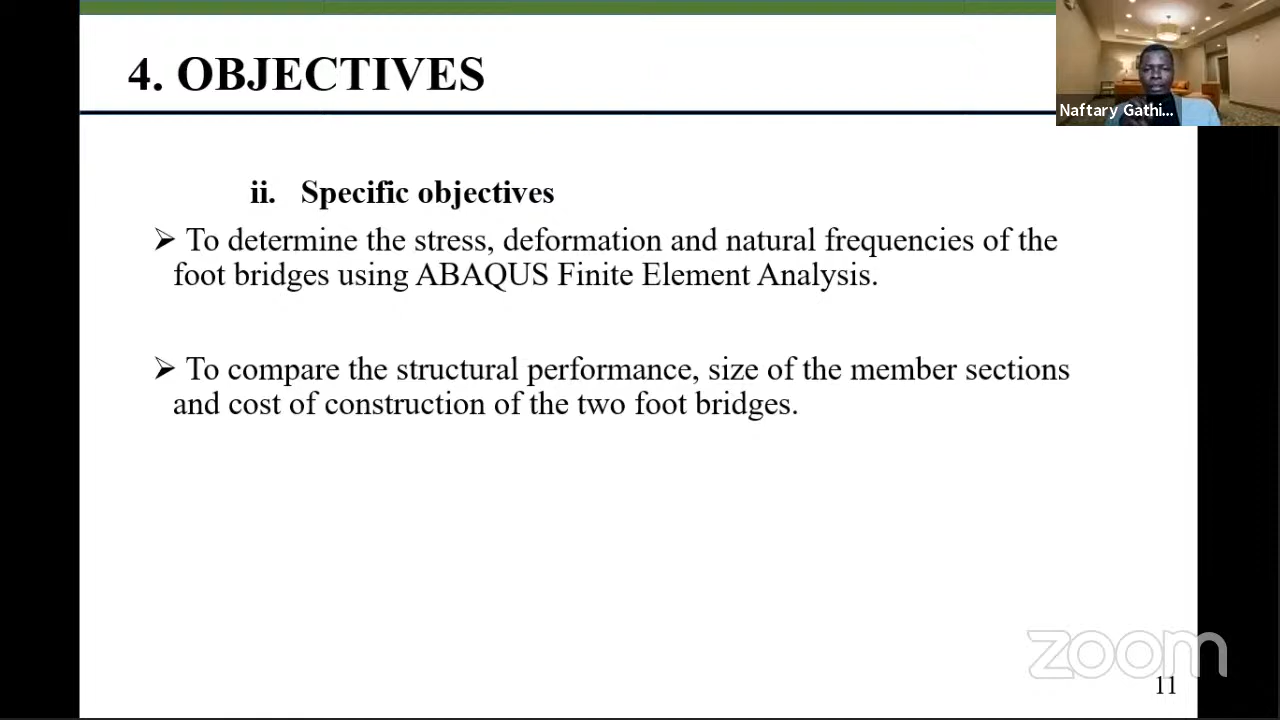 4. OBJECTIVES
Naftary Gathi...
ii. Specific objectives
➢ To determine the stress, deformation and natural frequencies of the
foot bridges using ABAQUS Finite Element Analysis.
➢ To compare the structural performance, size of the member sections
and cost of construction of the two foot bridges.
zoom
11